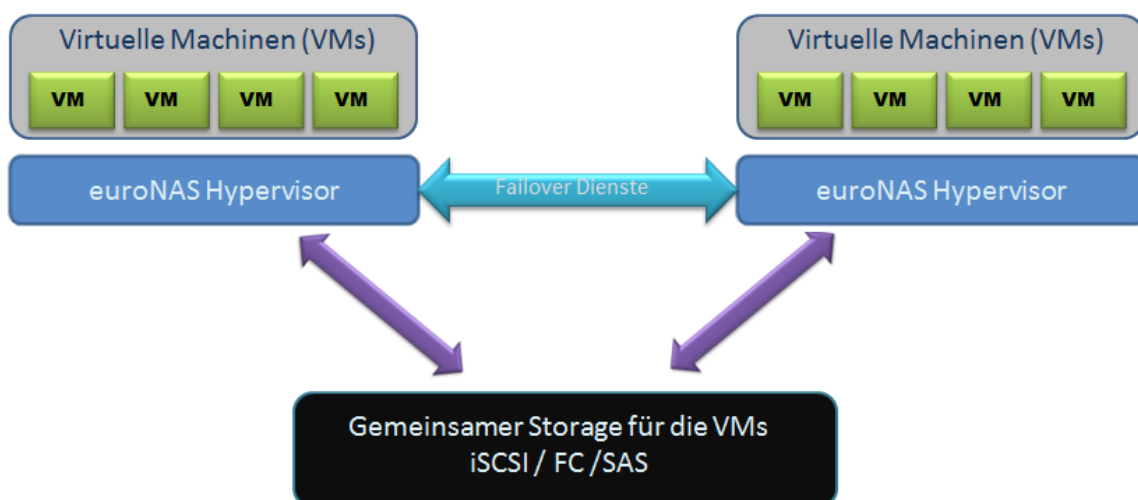 Virtuelle Machinen (VMs)
VM VM VM VM
euroNAS Hypervisor
Failover Dienste
Virtuelle Machinen (VMs)
VM VM VM VM
euroNAS Hypervisor
Gemeinsamer Storage für die VMs
iSCSI / FC /SAS